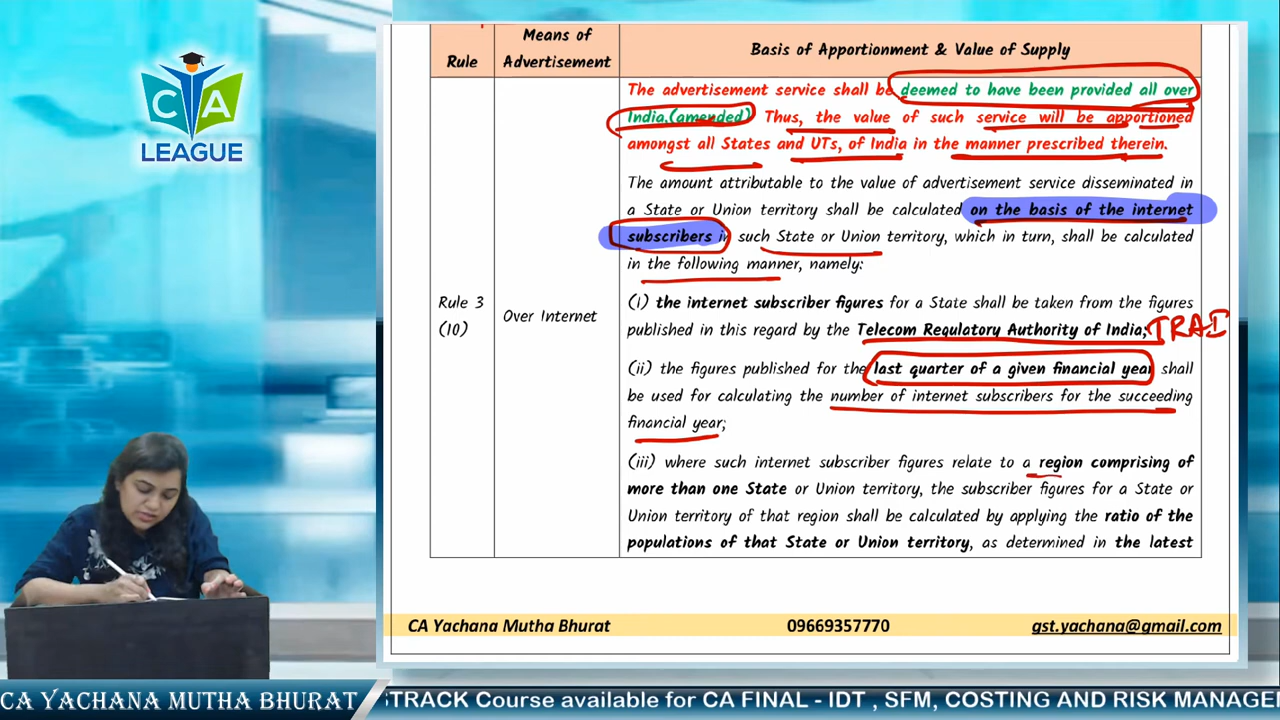 CA
LEAGUE
Rule
Means of
Advertisement
Basis of Apportionment & Value of Supply
Rule 3
(10)
Over Internet
The advertisement service shall be deemed to have been provided all over
India.(amended) Thus, the value of such service will be apportioned
amongst all States and UTs, of India in the manner prescribed therein.
The amount attributable to the value of advertisement service disseminated in
a State or Union territory shall be calculated on the basis of the internet
subscribers in such State or Union territory, which in turn, shall be calculated
in the following manner, namely:
(i) the internet subscriber figures for a State shall be taken from the figures
published in this regard by the Telecom Regulatory Authority of India; TRAI
(ii) the figures published for the last quarter of a given financial year shall
be used for calculating the number of internet subscribers for the succeeding
financial year;
(iii) where such internet subscriber figures relate to a region comprising of
more than one State or Union territory, the subscriber figures for a State or
Union territory of that region shall be calculated by applying the ratio of the
populations of that State or Union territory, as determined in the latest
CA Yachana Mutha Bhurat 09669357770 gst.yachana@gmail.com
CA YACHANA MUTHA BHURAT
STRACK Course available for CA FINAL - IDT , SFM, COSTING AND RISK MANAGE